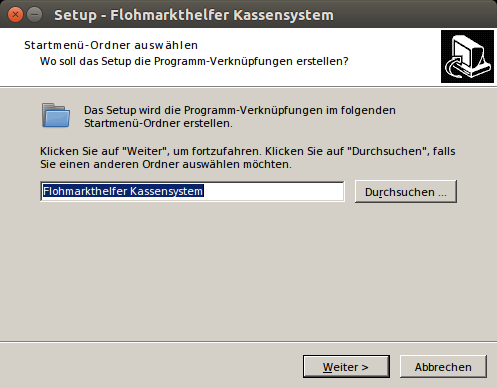 Setup - Flohmarkthelfer Kassensystem
Startmenü-Ordner auswählen
Wo soll das Setup die Programm-Verknüpfungen erstellen?
Das Setup wird die Programm-Verknüpfungen im folgenden
Startmenü-Ordner erstellen.
Klicken Sie auf "Weiter", um fortzufahren. Klicken Sie auf "Durchsuchen", falls
Sie einen anderen Ordner auswählen möchten.
Flohmarkthelfer Kassensystem
Durchsuchen ...
Weiter >
Abbrechen